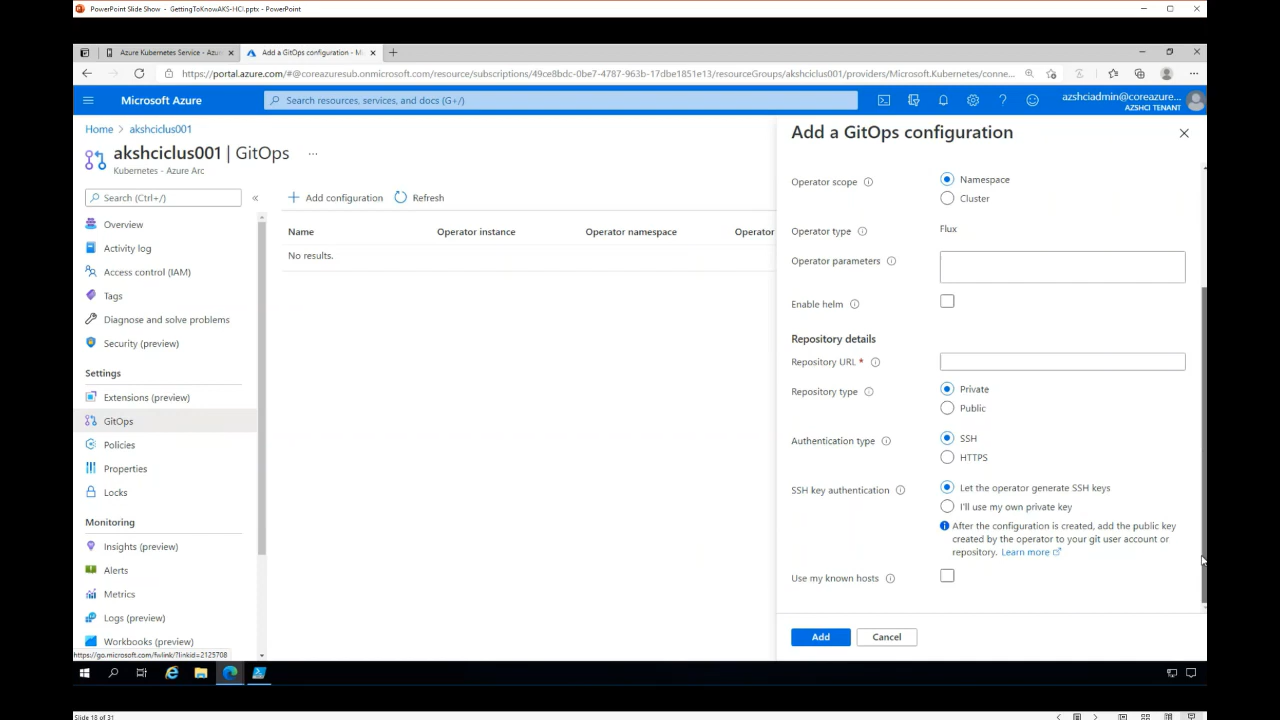 PowerPoint Slide Show - GettingToKnowAKS-HCI.pptx - PowerPoint
Azure Kubernetes Service - Azur
Add a GitOps configuration - Mi
https://portal.azure.com/#@coreazuresub.onmicrosoft.com/resource/subscriptions/49ce8bdc-0be7-4787-963b-17dbe1851e13/resourceGroups/akshciclus001/providers/Microsoft.Kubernetes/conne...
Microsoft Azure
Search resources, services, and docs (G+/)
azshciadmin@coreazure...
AZSHCI TENANT
Home > akshciclus001
akshciclus001 | GitOps ...
Kubernetes - Azure Arc
Search (Ctrl+/)
«
Overview
Activity log
Access control (IAM)
Tags
Diagnose and solve problems
Security (preview)
Settings
Extensions (preview)
GitOps
Policies
Properties
Locks
Monitoring
Insights (preview)
Alerts
Metrics
Logs (preview)
Workbooks (preview)
https://go.microsoft.com/fwlink/?linkid=2125708
+ Add configuration
Refresh
Name
Operator instance
Operator namespace
Operator
No results.
Add a GitOps configuration
Operator scope
Namespace
Cluster
Operator type
Flux
Operator parameters
Enable helm
Repository details
Repository URL *
Repository type
Private
Public
Authentication type
SSH
HTTPS
SSH key authentication
Let the operator generate SSH keys
I'll use my own private key
After the configuration is created, add the public key
created by the operator to your git user account or
repository. Learn more
Use my known hosts
Add
Cancel
Slide 18 of 31